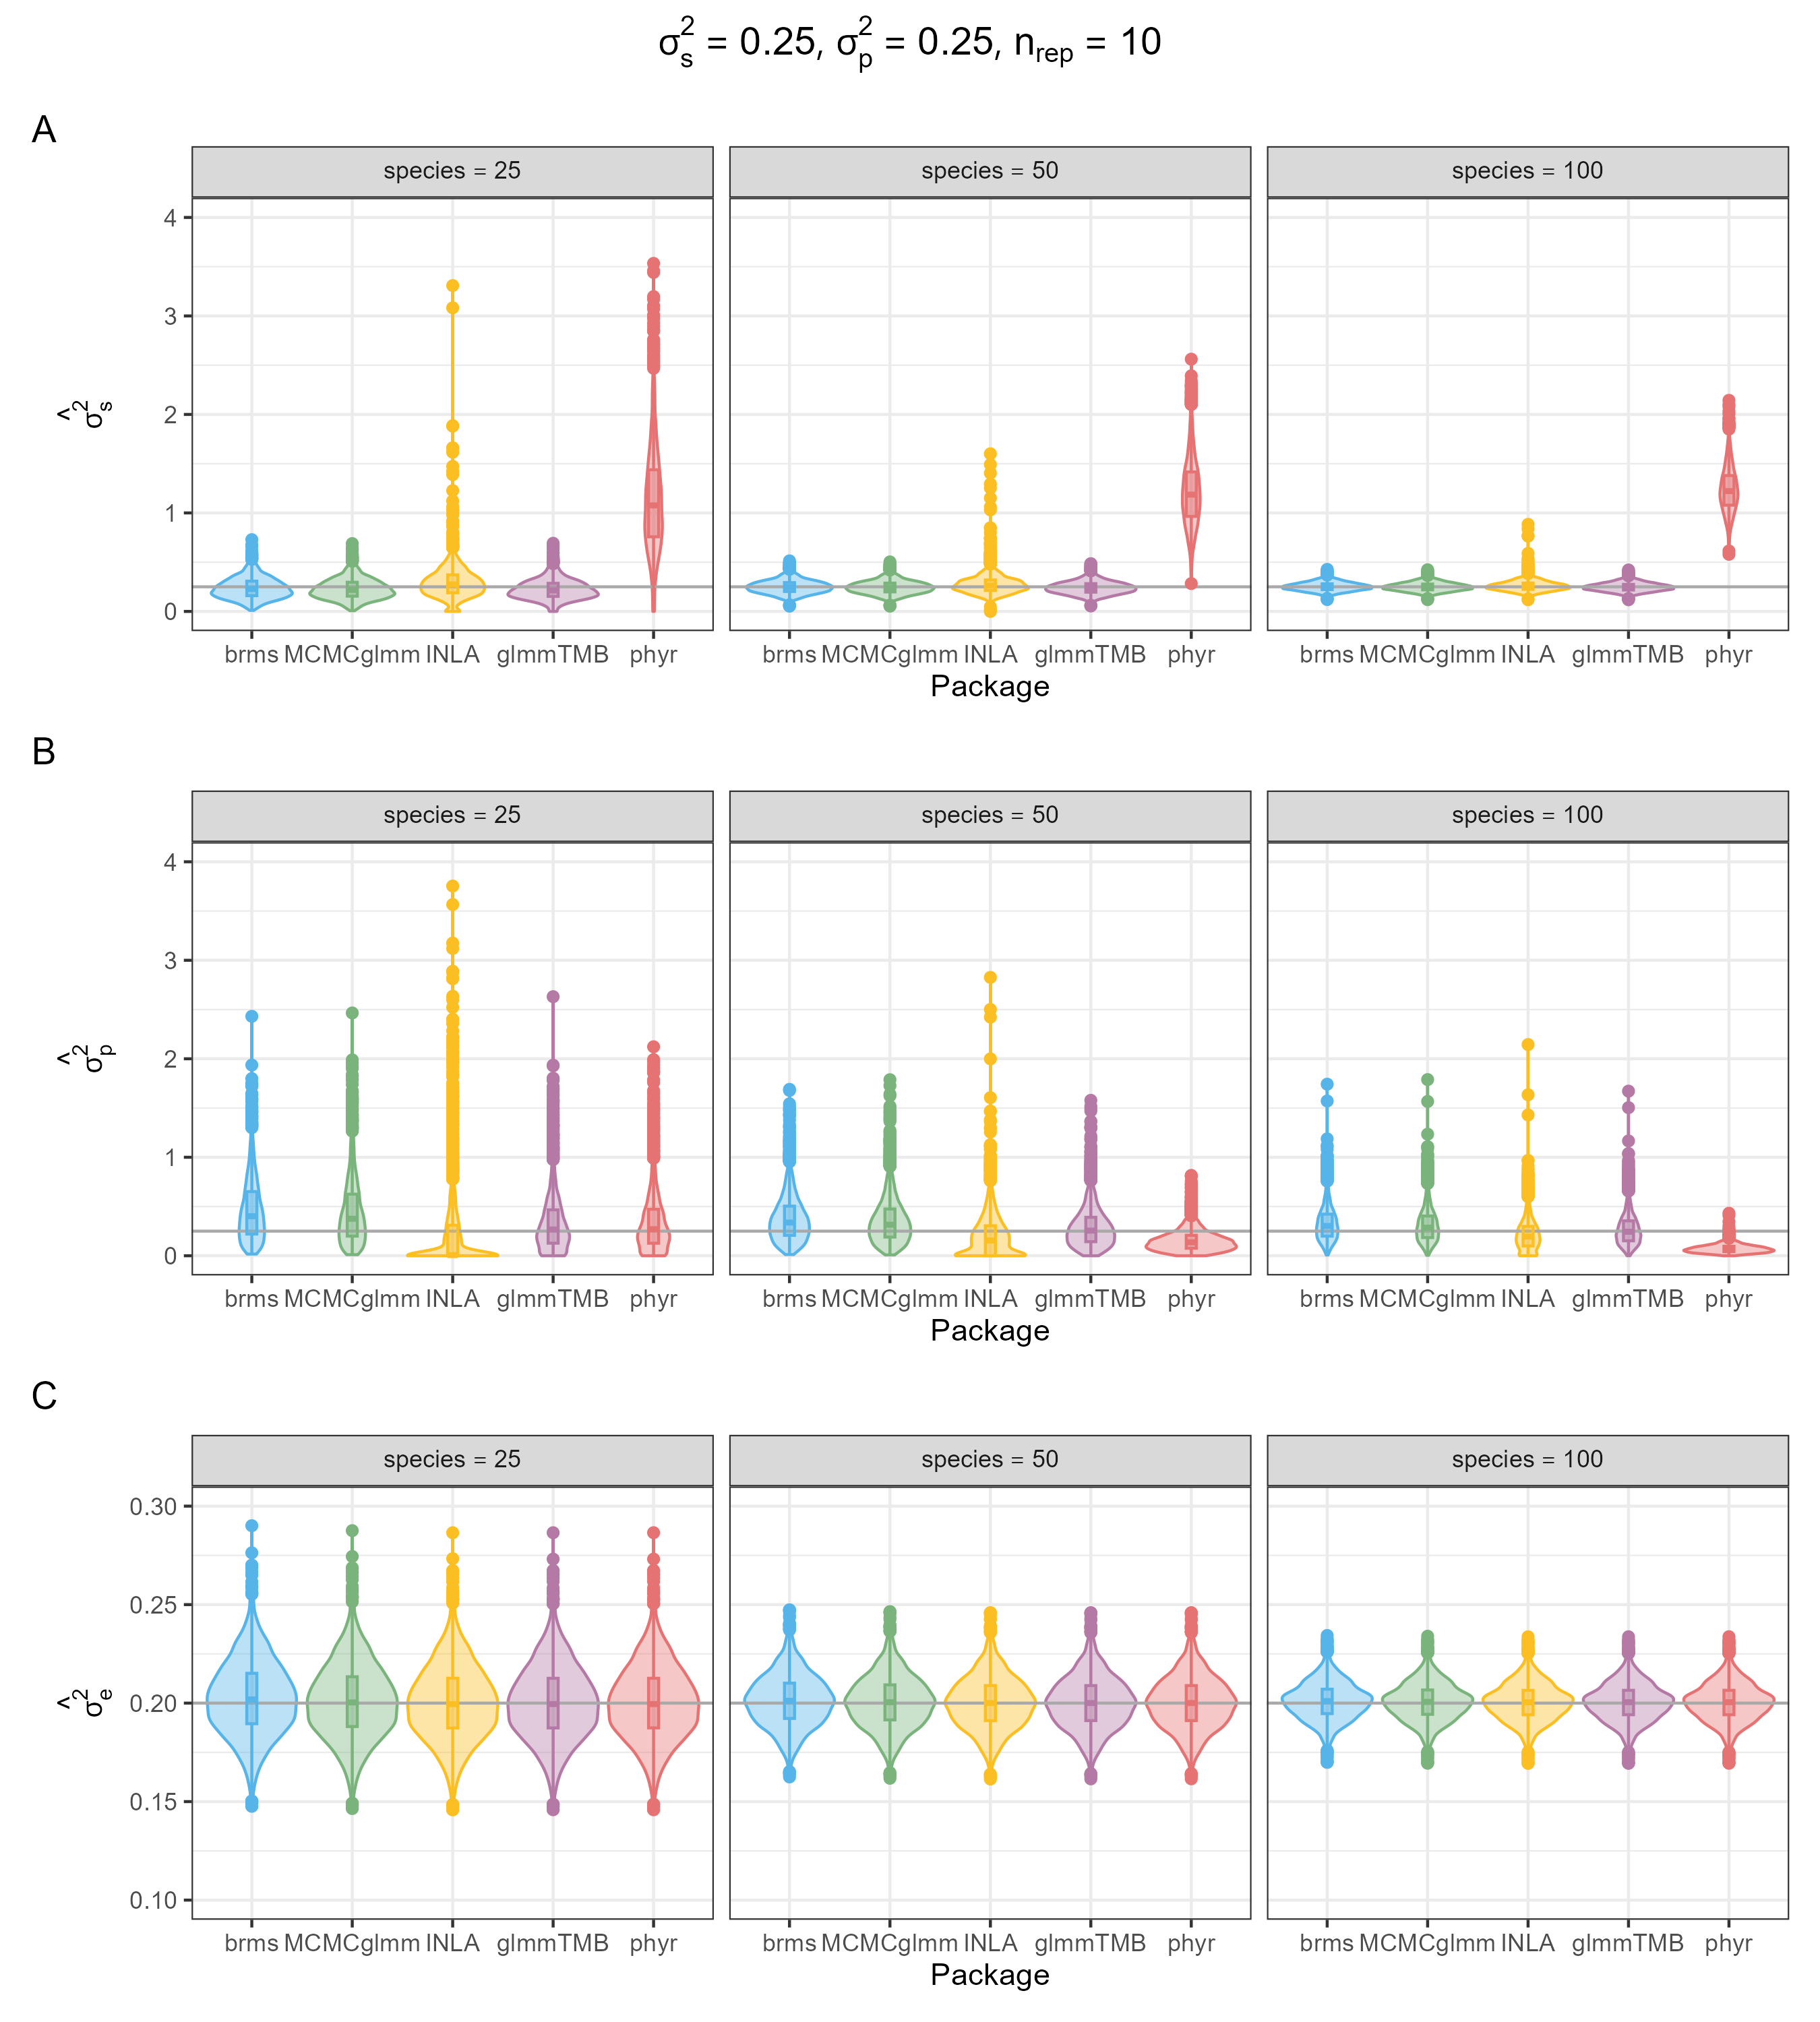 σ̂²ₛ = 0.25, σ²ₚ = 0.25, n_rep = 10
A
species = 25 species = 50 species = 100
4
3
2
1
0
σ̂²ₛ
brms MCMCglmm INLA glmmTMB phyr brms MCMCglmm INLA glmmTMB phyr brms MCMCglmm INLA glmmTMB phyr
Package
B
species = 25 species = 50 species = 100
4
3
2
1
0
σ̂²ₚ
brms MCMCglmm INLA glmmTMB phyr brms MCMCglmm INLA glmmTMB phyr brms MCMCglmm INLA glmmTMB phyr
Package
C
species = 25 species = 50 species = 100
0.30
0.25
0.20
0.15
0.10
σ̂²ₑ
brms MCMCglmm INLA glmmTMB phyr brms MCMCglmm INLA glmmTMB phyr brms MCMCglmm INLA glmmTMB phyr
Package